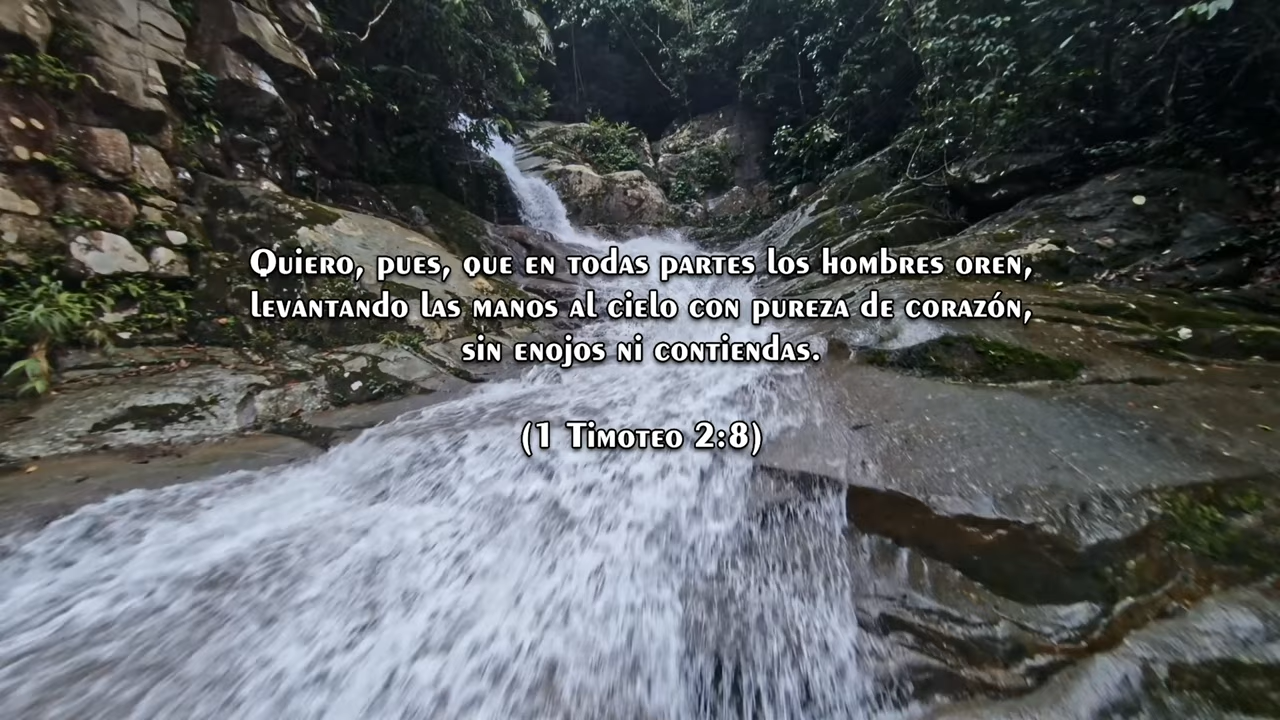 Quiero, pues, que en todas partes los hombres oren,
levantando las manos al cielo con pureza de corazón,
sin enojos ni contiendas.
(1 Timoteo 2:8)